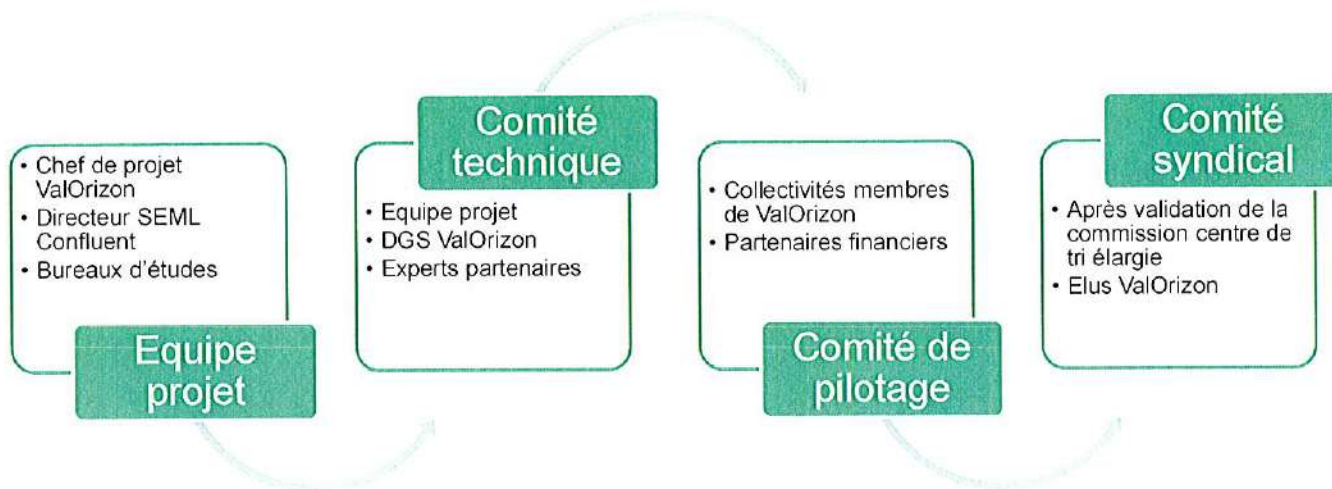 • Chef de projet
ValOrizon
• Directeur SEML
Confluent
• Bureaux d'études
Equipe
projet
Comité
technique
• Equipe projet
• DGS ValOrizon
• Experts partenaires
• Collectivités membres
de ValOrizon
• Partenaires financiers
Comité de
pilotage
Comité
syndical
• Après validation de la
commission centre de
tri élargie
• Elus ValOrizon